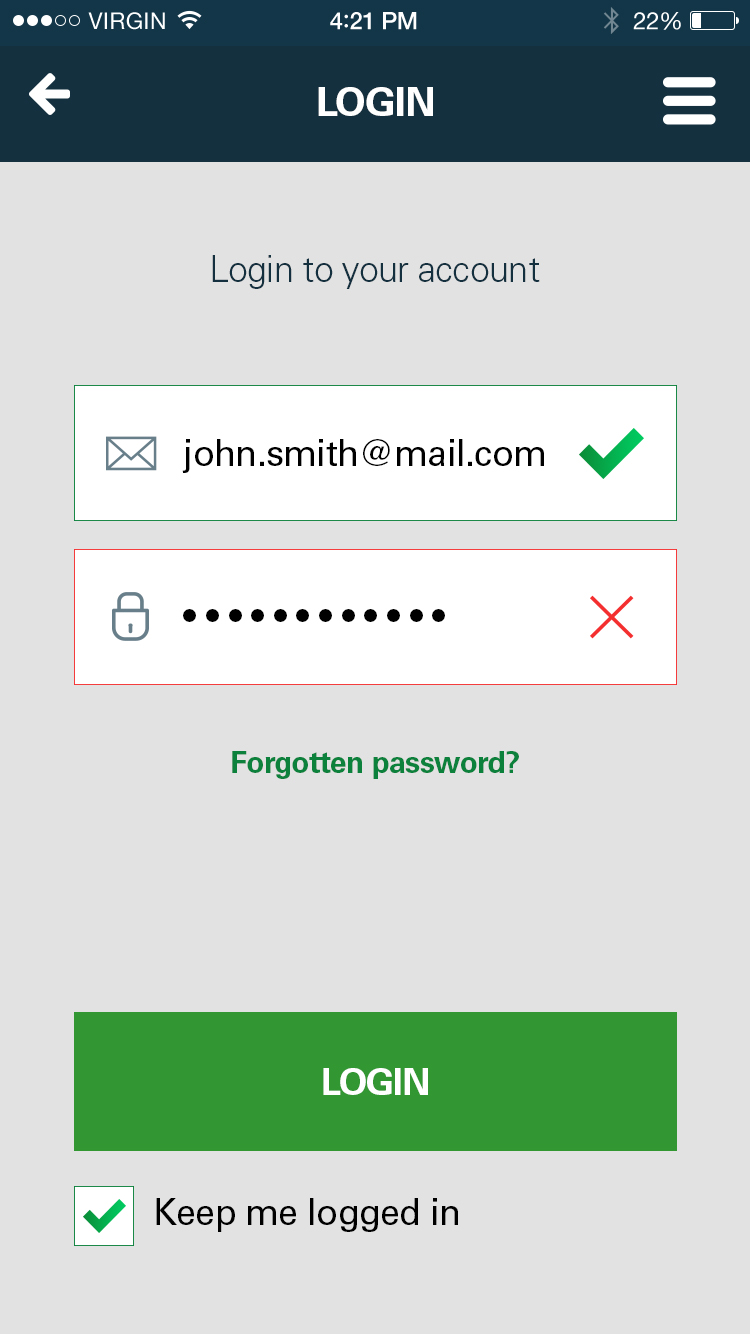 VIRGIN 4:21 PM 22%
LOGIN
Login to your account
john.smith@mail.com
••••••••••••
Forgotten password?
LOGIN
Keep me logged in